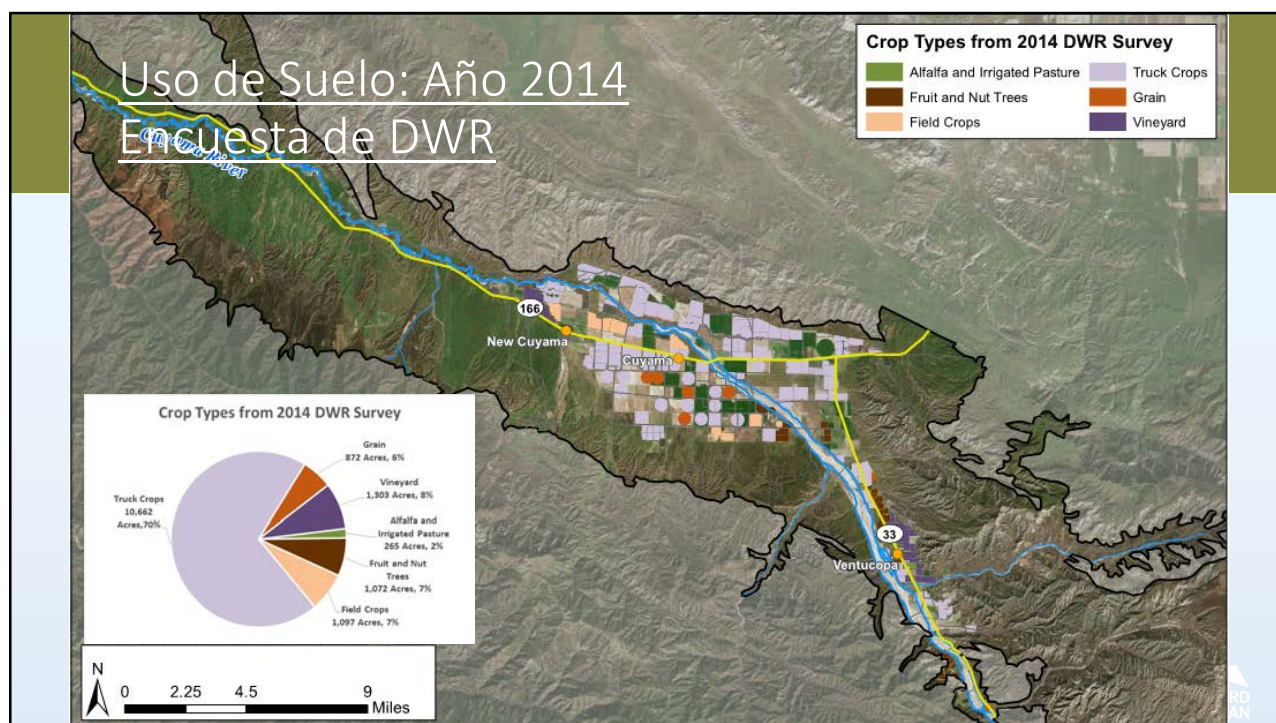 Uso de Suelo: Año 2014
Encuesta de DWR
Crop Types from 2014 DWR Survey
Alfalfa and Irrigated Pasture
Fruit and Nut Trees
Field Crops
Truck Crops
Grain
Vineyard
Cuyama River
166
New Cuyama
Cuyama
33
Ventucopa
Crop Types from 2014 DWR Survey
Grain
872 Acres, 6%
Vineyard
1,303 Acres, 8%
Alfalfa and
Irrigated Pasture
265 Acres, 2%
Fruit and Nut
Trees
1,072 Acres, 7%
Field Crops
1,097 Acres, 7%
Truck Crops
10,662
Acres,70%
N
0 2.25 4.5 9
Miles
RD
AN